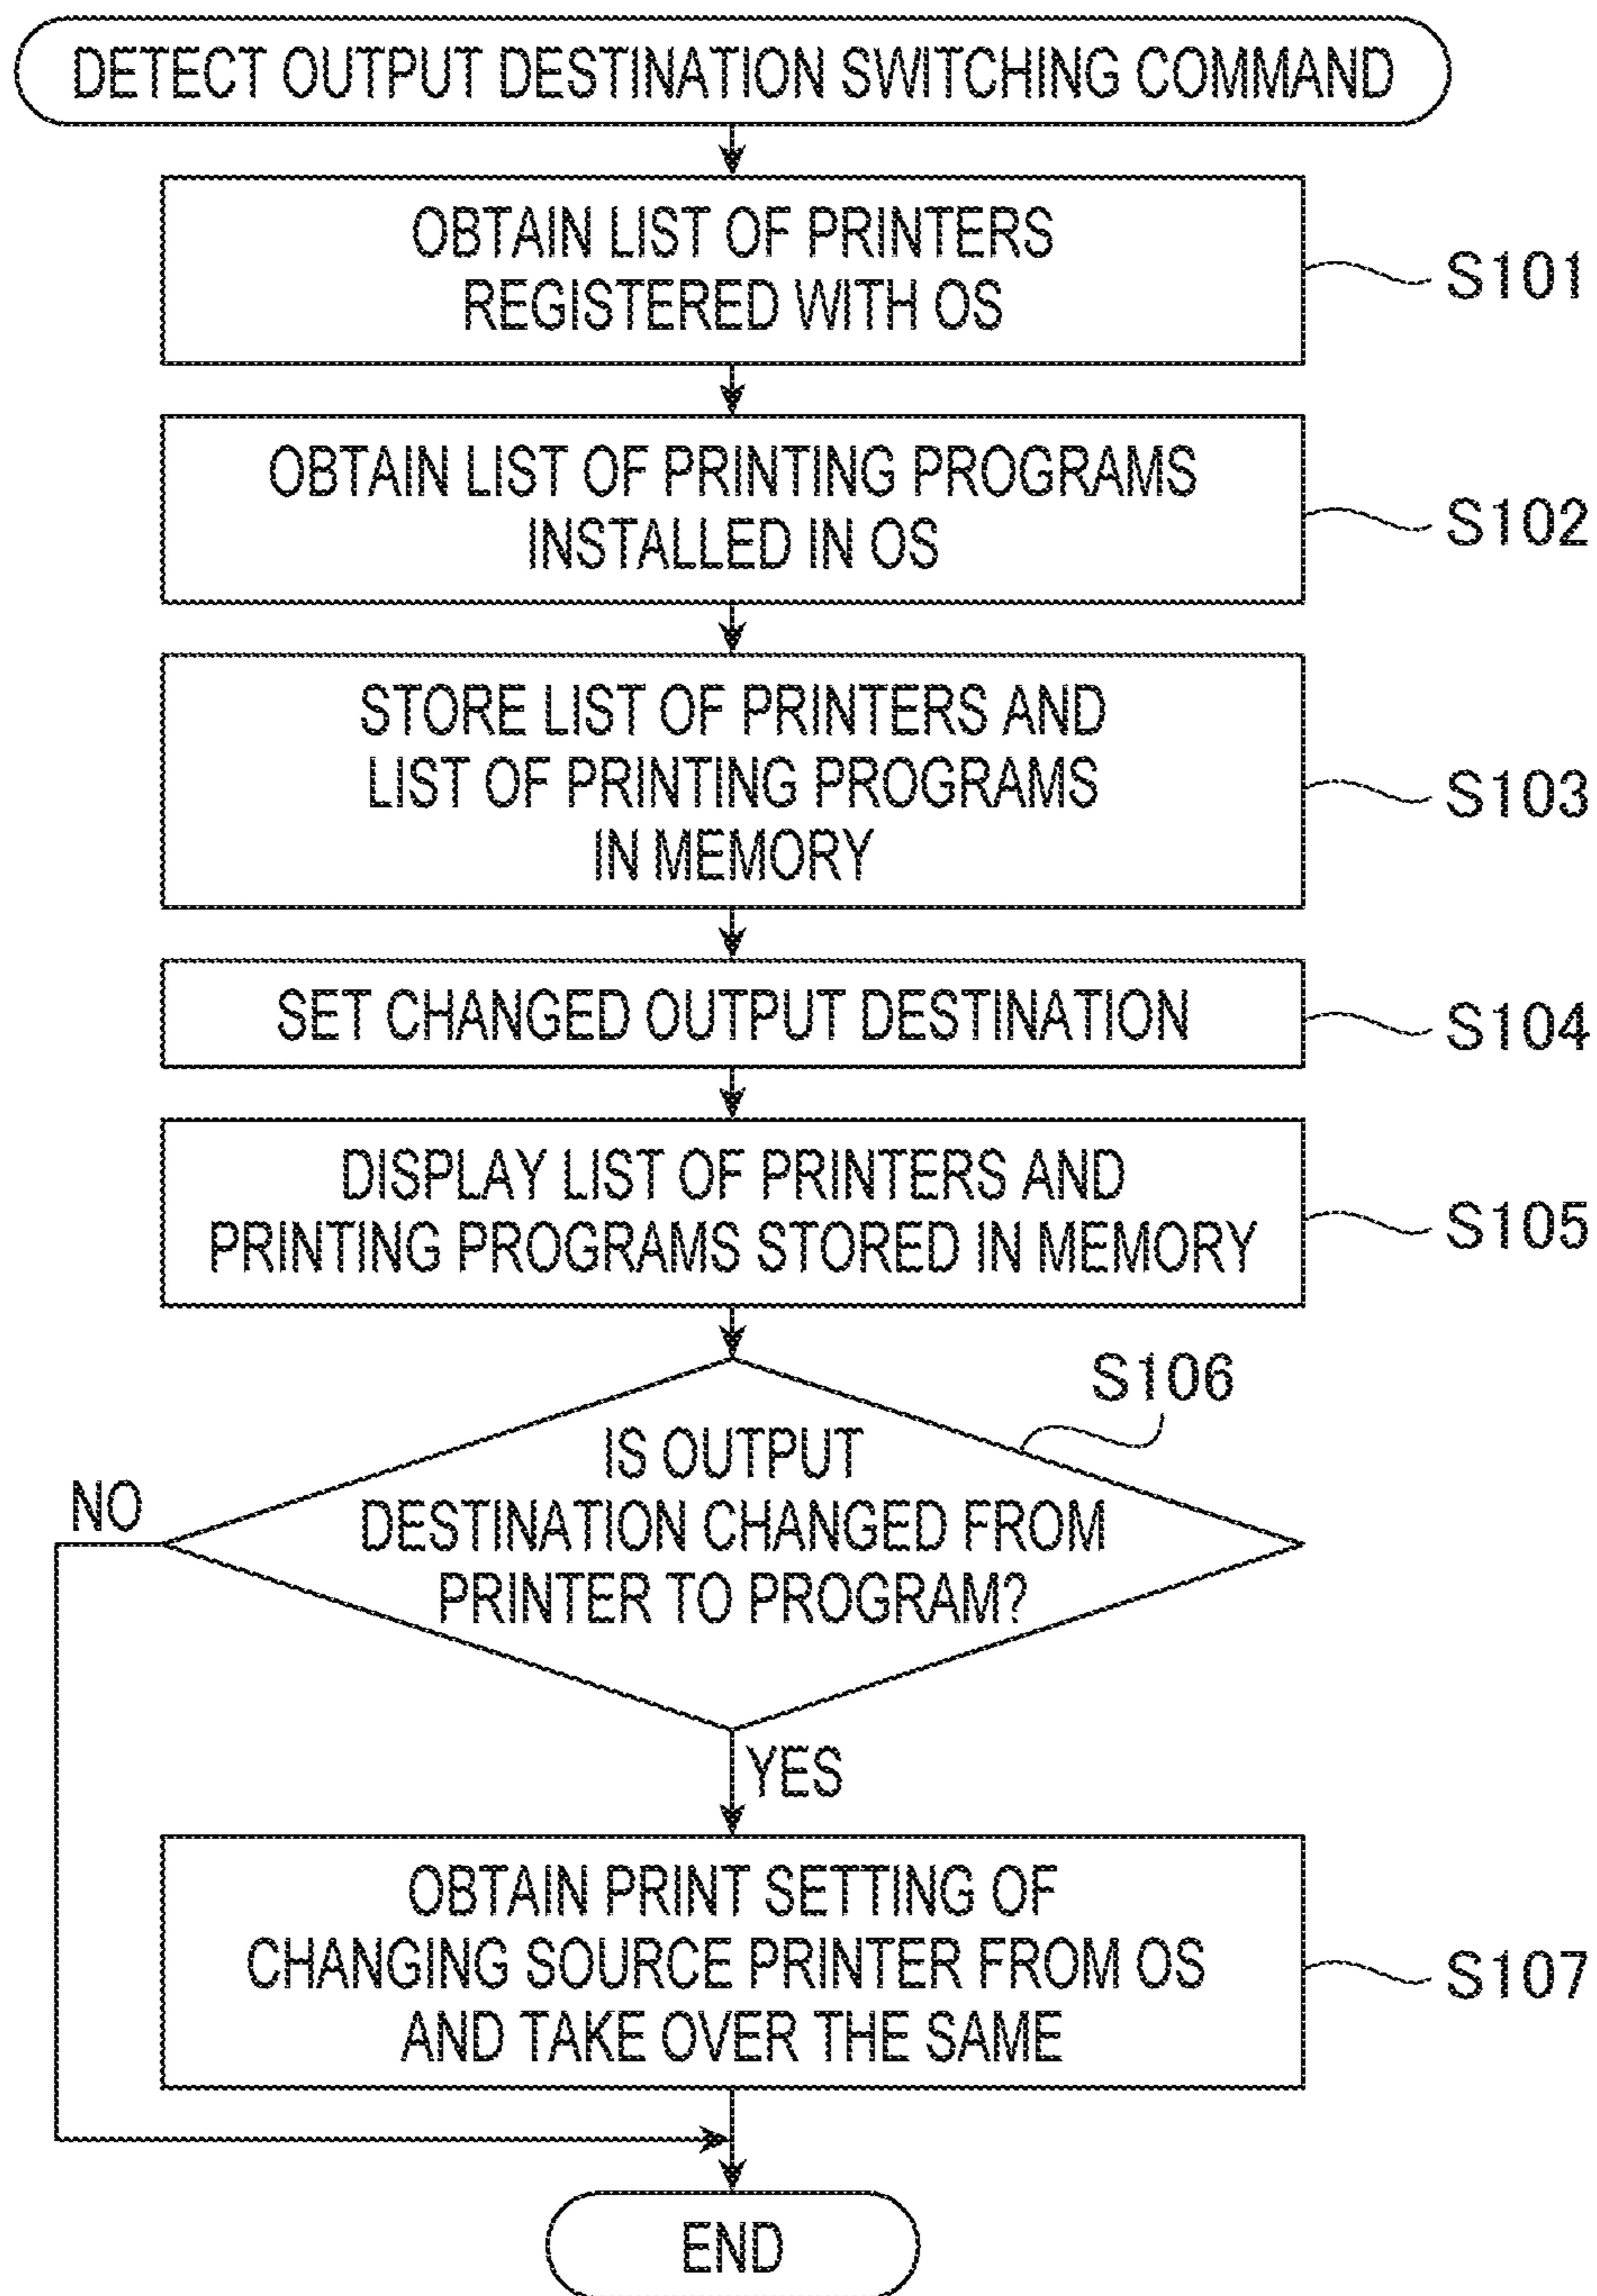 DETECT OUTPUT DESTINATION SWITCHING COMMAND
OBTAIN LIST OF PRINTERS
REGISTERED WITH OS
S101
OBTAIN LIST OF PRINTING PROGRAMS
INSTALLED IN OS
S102
STORE LIST OF PRINTERS AND
LIST OF PRINTING PROGRAMS
IN MEMORY
S103
SET CHANGED OUTPUT DESTINATION
S104
DISPLAY LIST OF PRINTERS AND
PRINTING PROGRAMS STORED IN MEMORY
S105
S106
IS OUTPUT
DESTINATION CHANGED FROM
PRINTER TO PROGRAM?
NO
YES
OBTAIN PRINT SETTING OF
CHANGING SOURCE PRINTER FROM OS
AND TAKE OVER THE SAME
S107
END